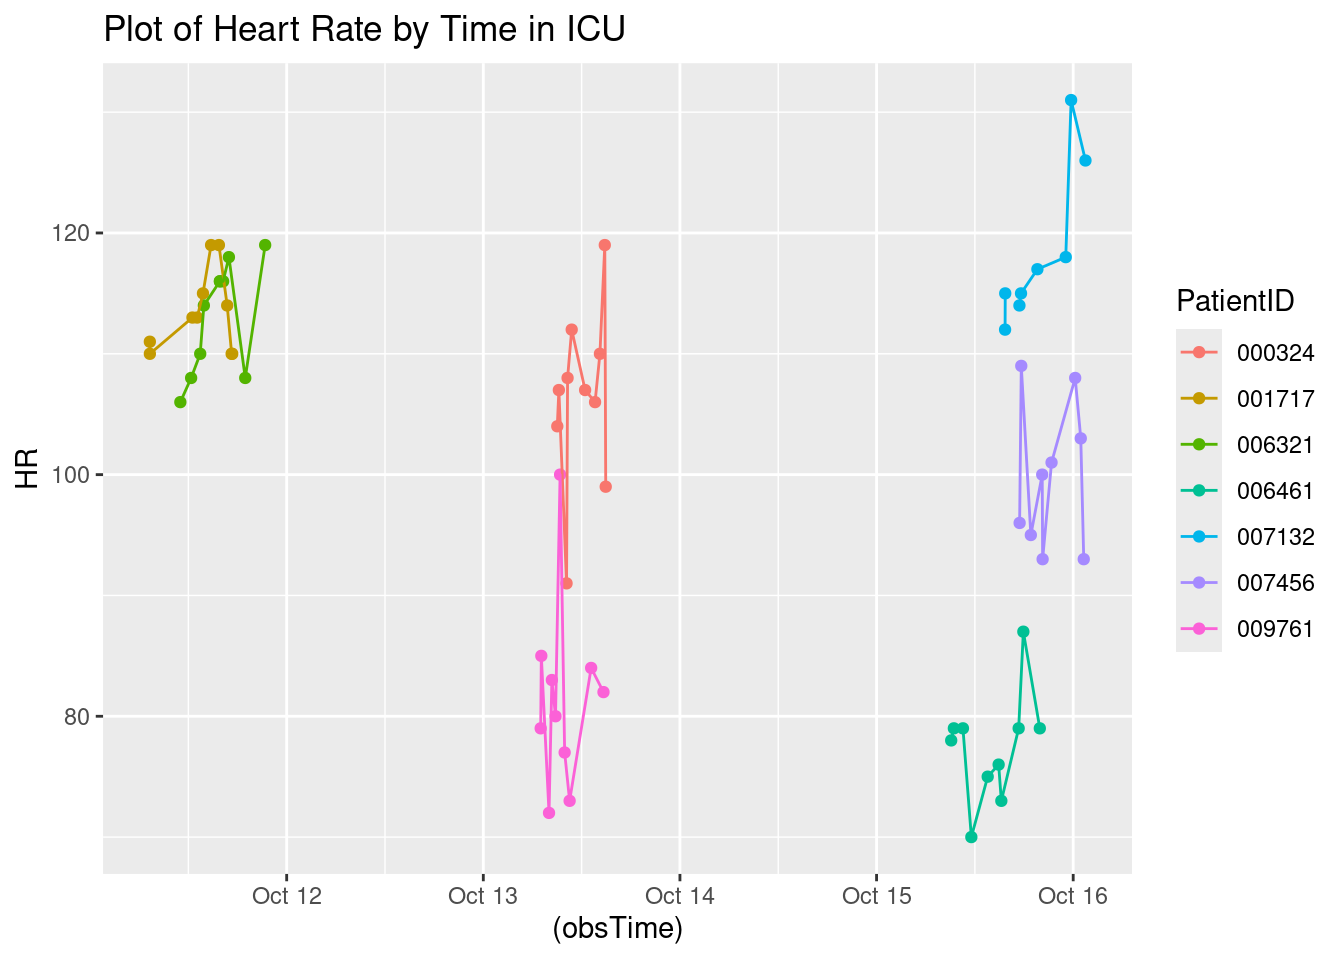 Plot of Heart Rate by Time in ICU
HR
120
100
80
Oct 12
Oct 13
Oct 14
Oct 15
Oct 16
(obsTime)
PatientID
000324
001717
006321
006461
007132
007456
009761